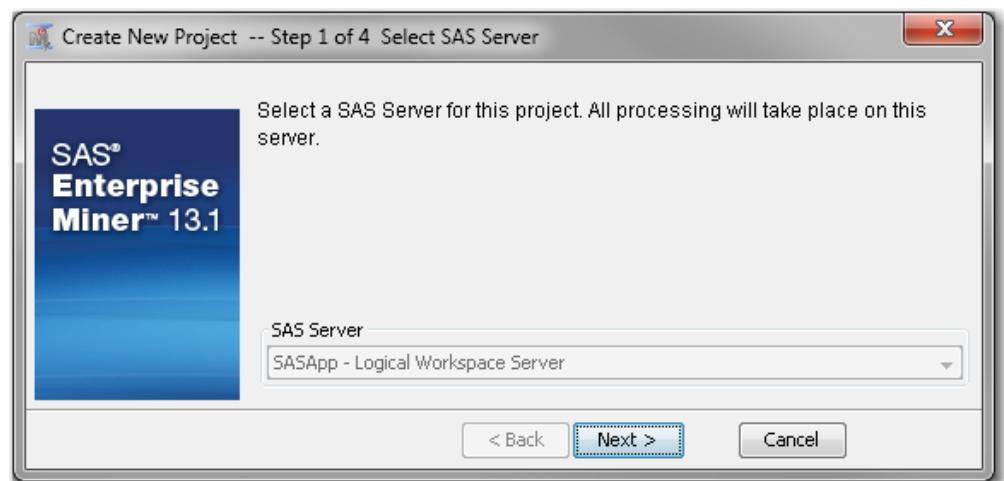 Create New Project -- Step 1 of 4 Select SAS Server
X
Select a SAS Server for this project. All processing will take place on this
server.
SAS®
Enterprise
Miner™ 13.1
SAS Server
SASApp - Logical Workspace Server
< Back
Next >
Cancel